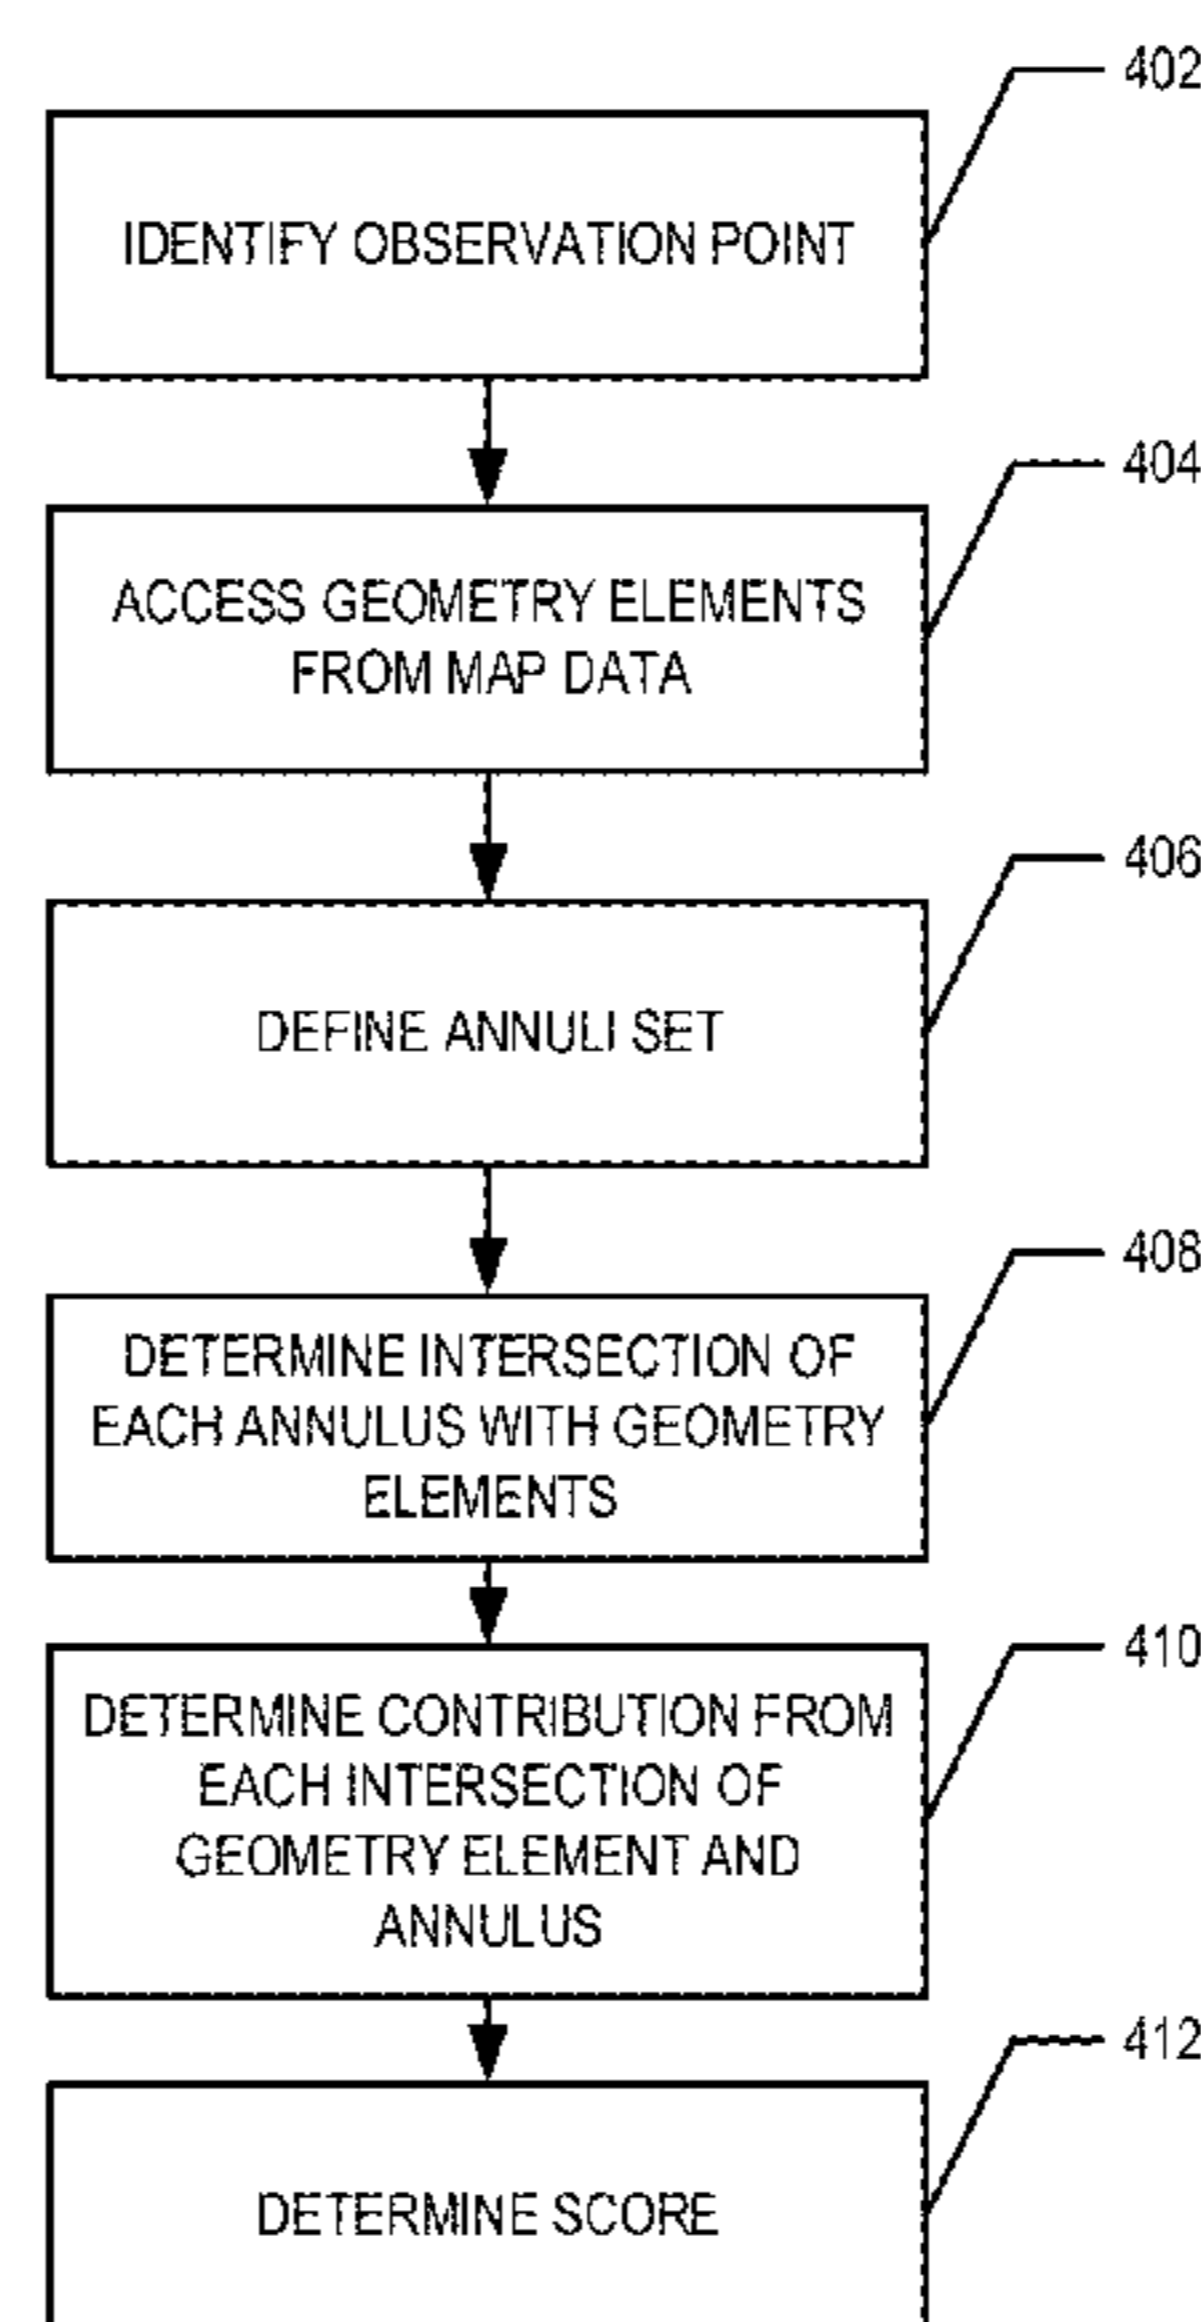 402
IDENTIFY OBSERVATION POINT
404
ACCESS GEOMETRY ELEMENTS
FROM MAP DATA
406
DEFINE ANNULI SET
408
DETERMINE INTERSECTION OF
EACH ANNULUS WITH GEOMETRY
ELEMENTS
410
DETERMINE CONTRIBUTION FROM
EACH INTERSECTION OF
GEOMETRY ELEMENT AND
ANNULUS
412
DETERMINE SCORE